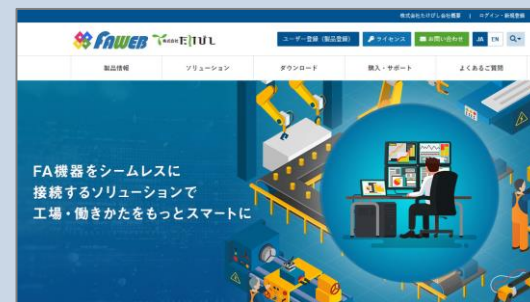 株式会社たけびし会社概要 | ログイン・新規登録
FAWEB 株式会社 たけびし
ユーザー登録（製品登録） ライセンス お問い合わせ JA EN
製品情報 ソリューション ダウンロード 購入・サポート よくあるご質問
FA機器をシームレスに
接続するソリューションで
工場・働きかたをもっとスマートに